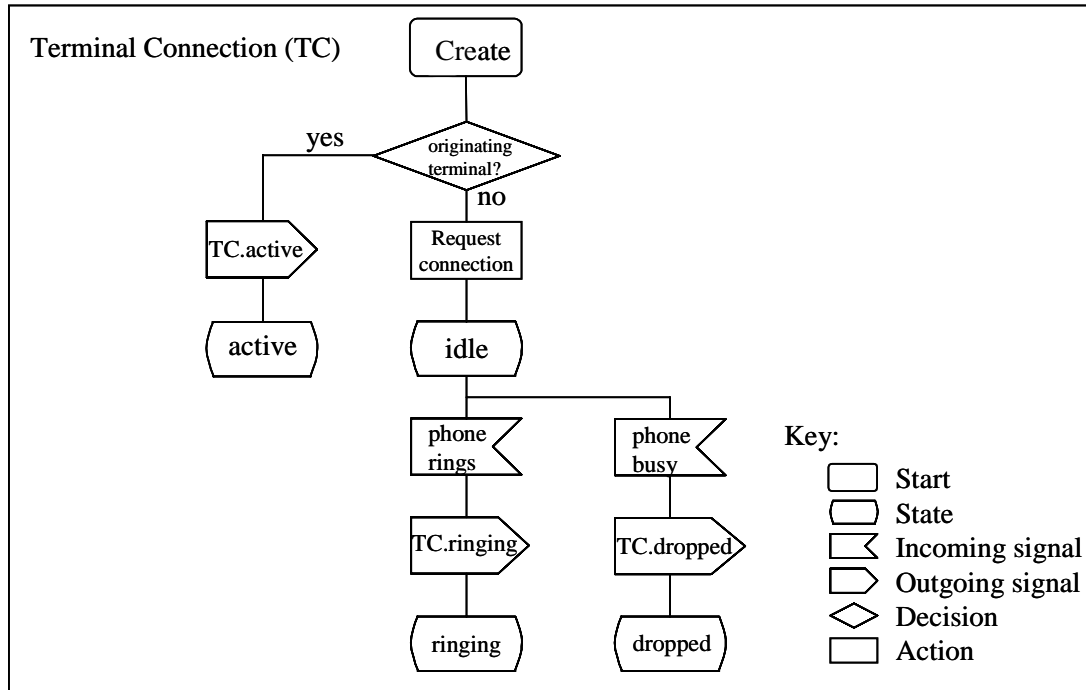 Terminal Connection (TC)
Create
yes
originating
terminal?
no
TC.active
Request
connection
active
idle
phone
rings
phone
busy
TC.ringing
TC.dropped
ringing
dropped
Key:
Start
State
Incoming signal
Outgoing signal
Decision
Action